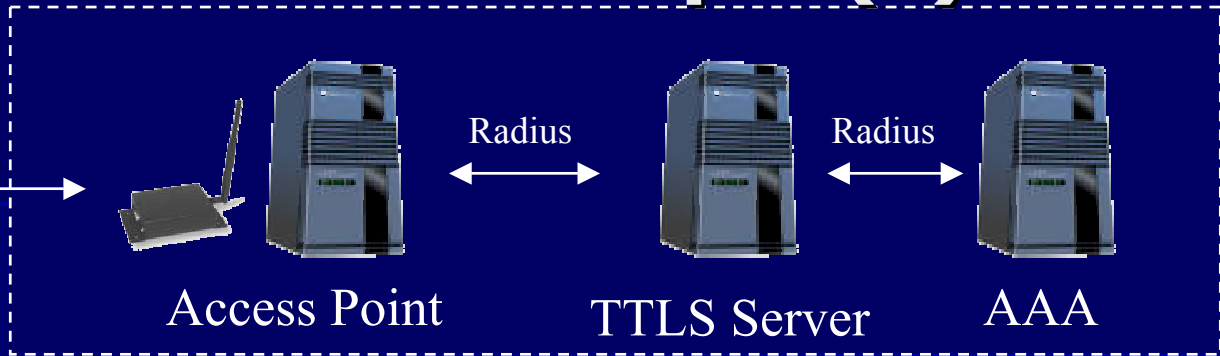 Radius
Radius
Access Point
TTLS Server
AAA